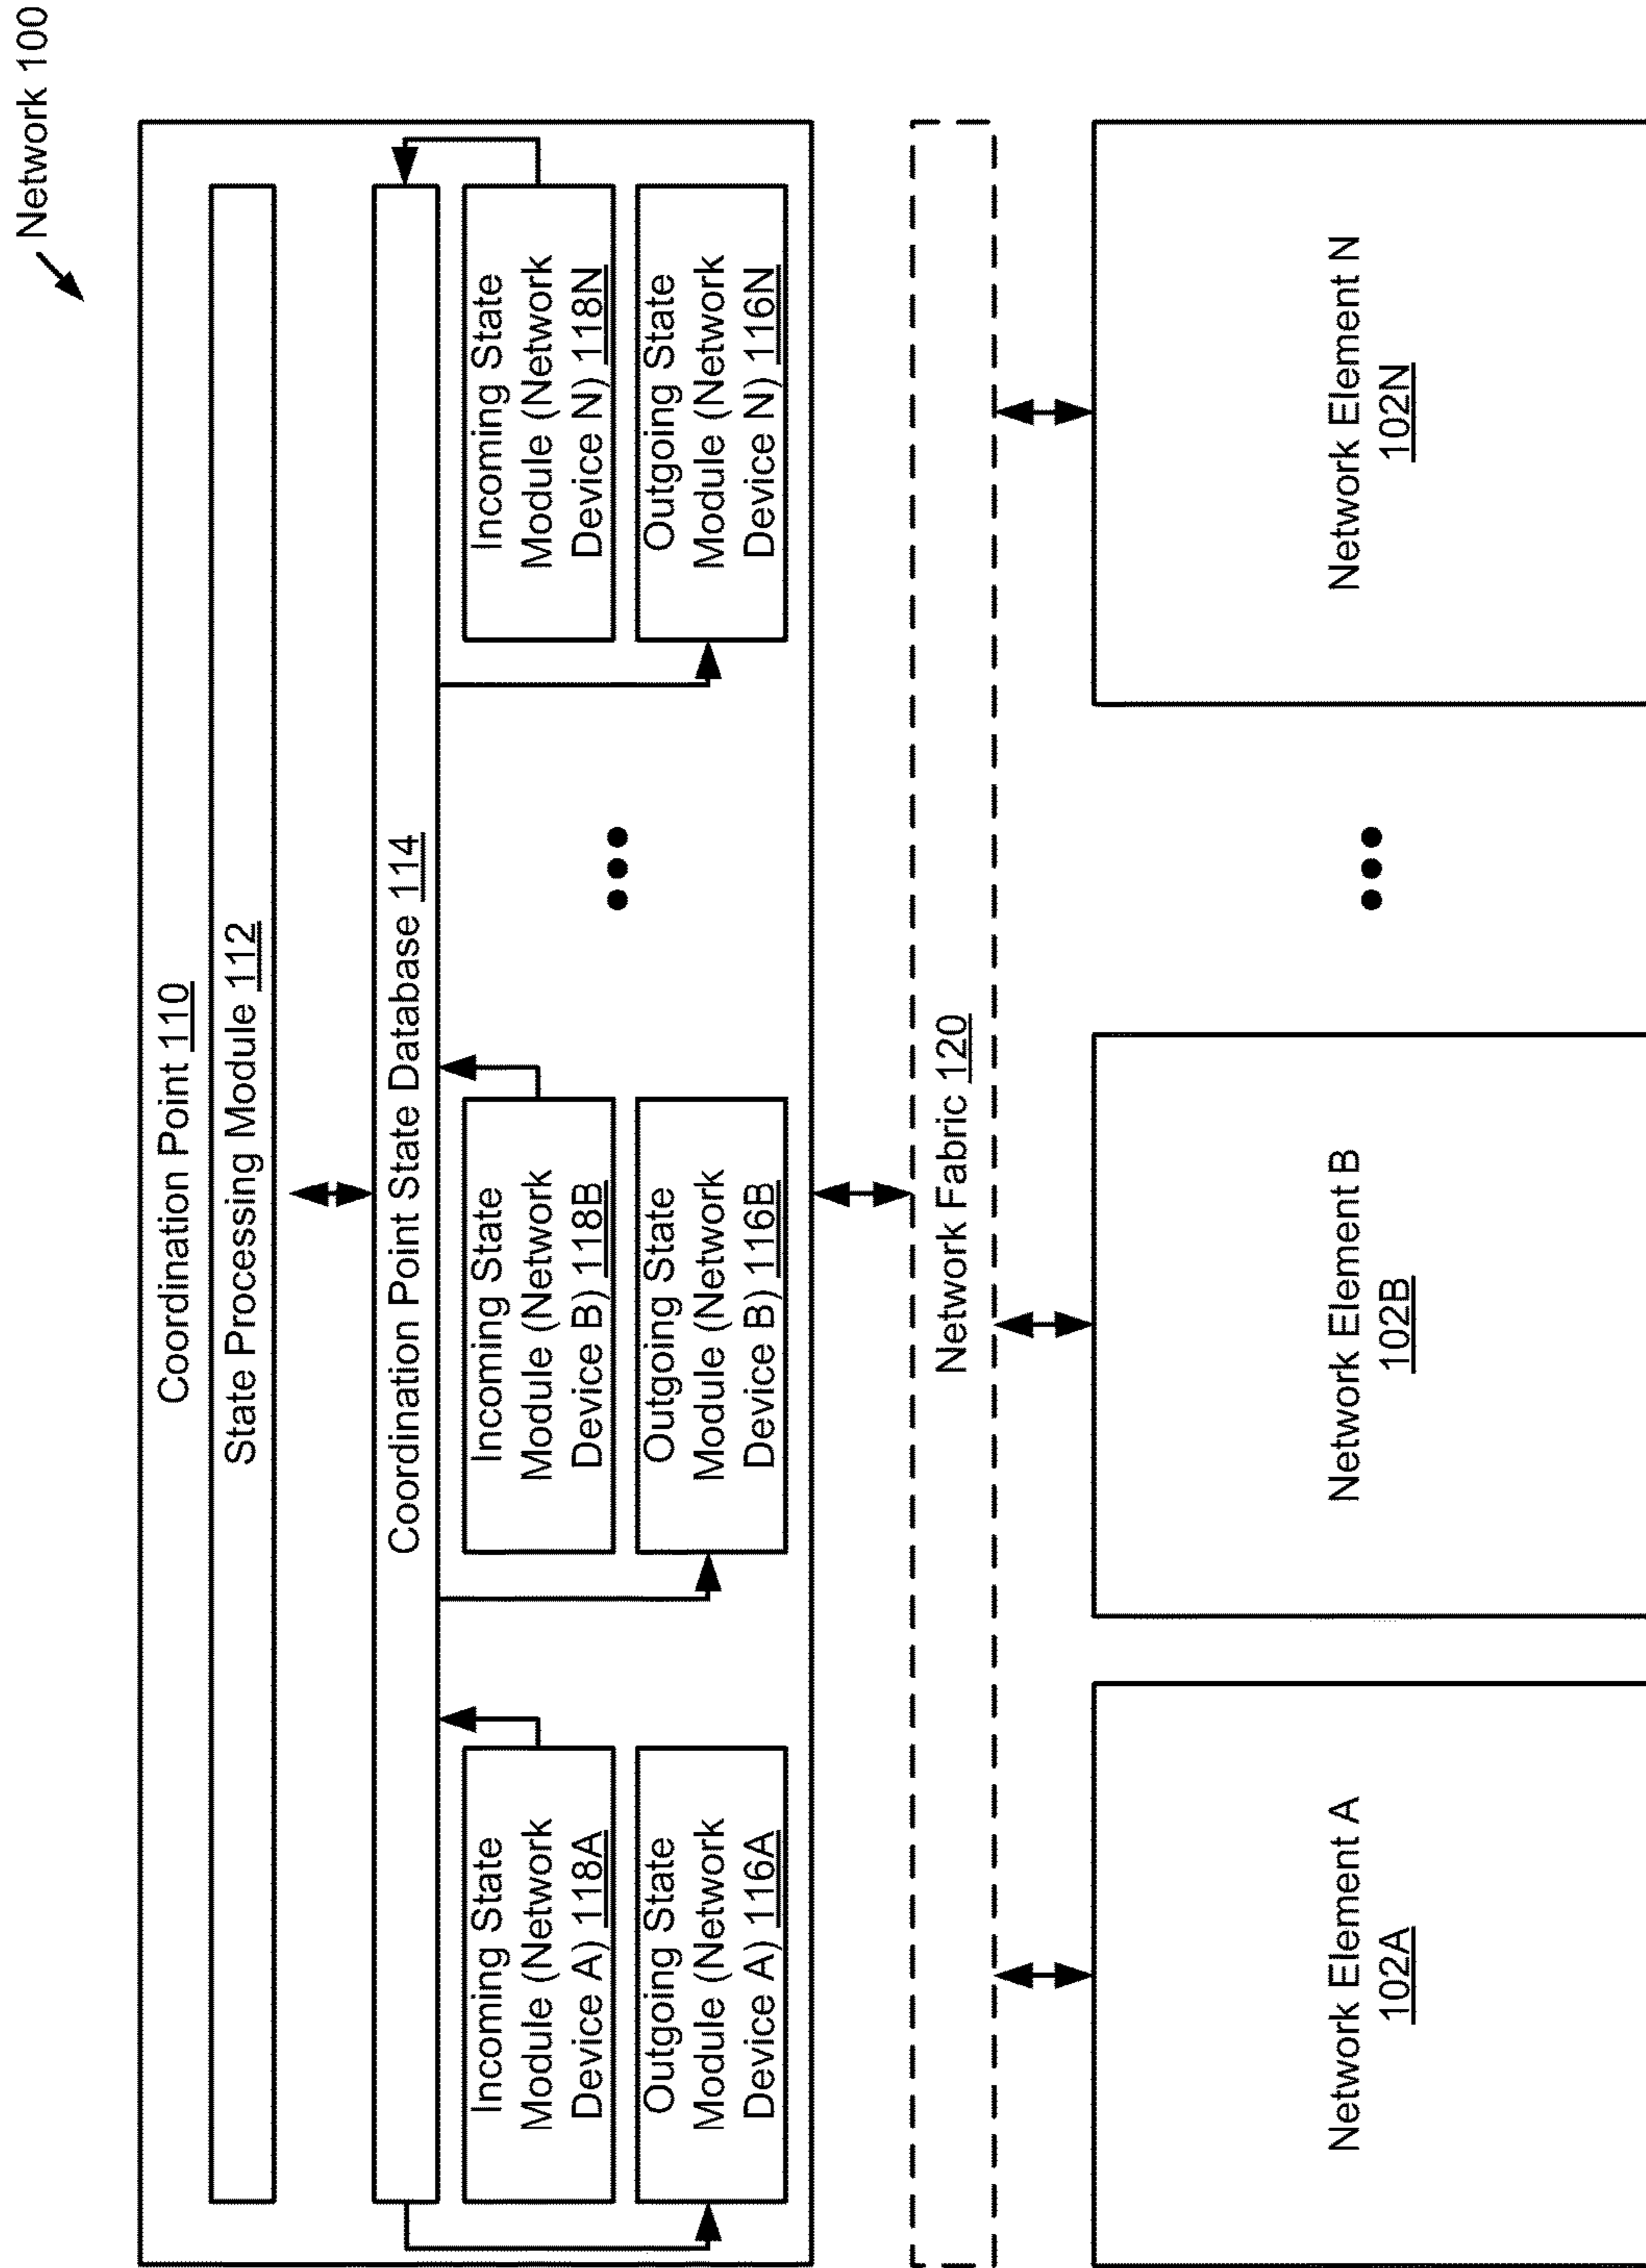 Network 100
Coordination Point 110
State Processing Module 112
Coordination Point State Database 114
Incoming State
Module (Network
Device A) 118A
Outgoing State
Module (Network
Device A) 116A
Incoming State
Module (Network
Device B) 118B
Outgoing State
Module (Network
Device B) 116B
Incoming State
Module (Network
Device N) 118N
Outgoing State
Module (Network
Device N) 116N
Network Fabric 120
Network Element A
102A
Network Element B
102B
Network Element N
102N